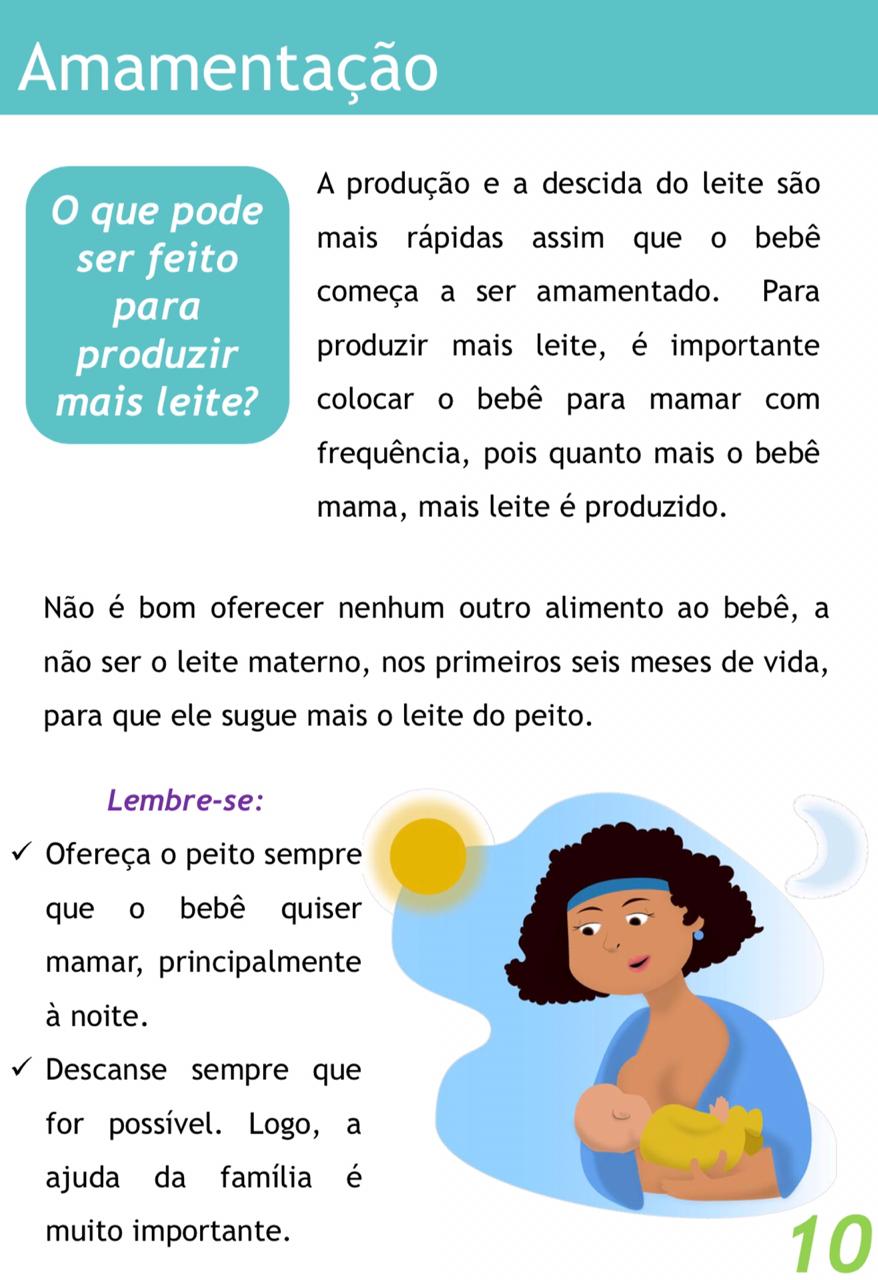 Amamentação
O que pode
ser feito
para
produzir
mais leite?
A produção e a descida do leite são
mais rápidas assim que o bebê
começa a ser amamentado. Para
produzir mais leite, é importante
colocar o bebê para mamar com
frequência, pois quanto mais o bebê
mama, mais leite é produzido.
Não é bom oferecer nenhum outro alimento ao bebê, a
não ser o leite materno, nos primeiros seis meses de vida,
para que ele sugue mais o leite do peito.
Lembre-se:
✓ Ofereça o peito sempre
que o bebê quiser
mamar, principalmente
à noite.
✓ Descanse sempre que
for possível. Logo, a
ajuda da família é
muito importante.
10